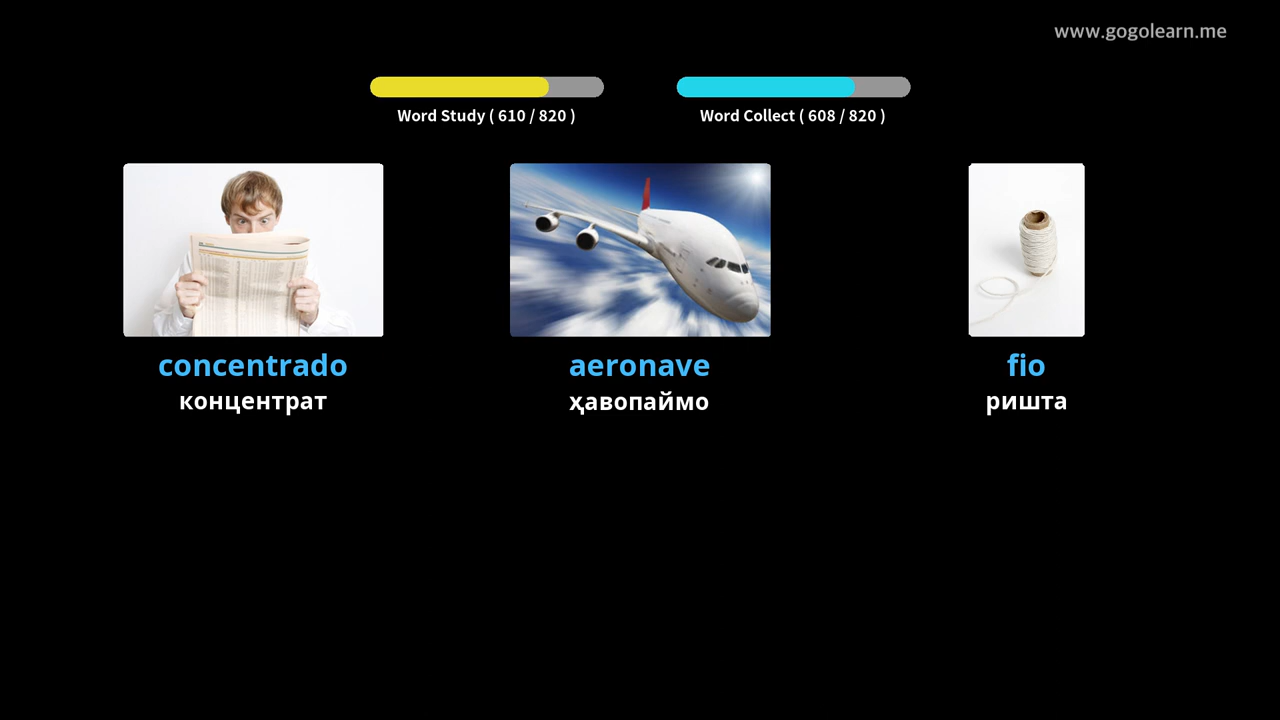 www.gogolearn.me
Word Study ( 610 / 820 )
Word Collect ( 608 / 820 )
concentrado
концентрат
aeronave
ҳавопаймо
fio
ришта